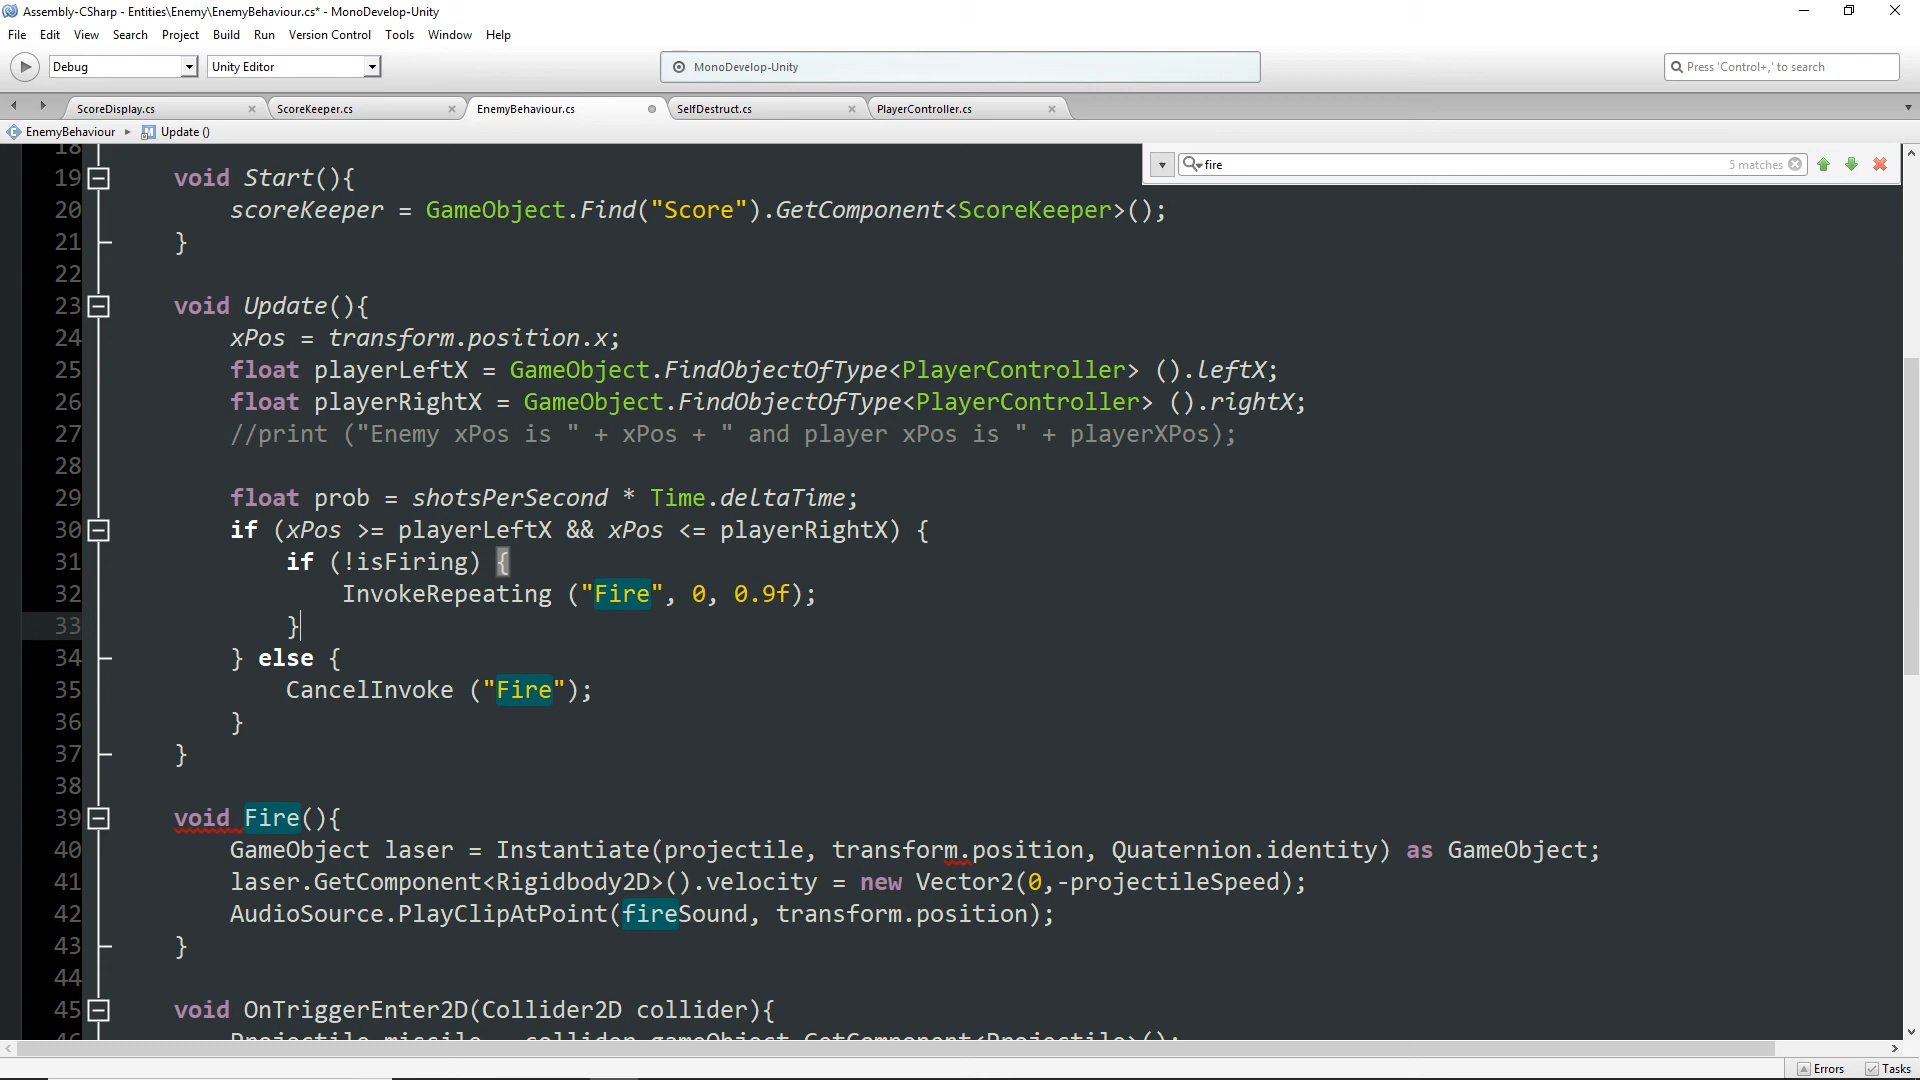 Assembly-CSharp - Entities\Enemy\EnemyBehaviour.cs* - MonoDevelop-Unity
File Edit View Search Project Build Run Version Control Tools Window Help
Debug Unity Editor MonoDevelop-Unity Press 'Control+,' to search
ScoreDisplay.cs ScoreKeeper.cs EnemyBehaviour.cs SelfDestruct.cs PlayerController.cs
EnemyBehaviour Update ()
fire 5 matches
18
19 void Start(){
20 scoreKeeper = GameObject.Find("Score").GetComponent<ScoreKeeper>();
21 }
22
23 void Update(){
24 xPos = transform.position.x;
25 float playerLeftX = GameObject.FindObjectOfType<PlayerController> ().leftX;
26 float playerRightX = GameObject.FindObjectOfType<PlayerController> ().rightX;
27 //print ("Enemy xPos is " + xPos + " and player xPos is " + playerXPos);
28
29 float prob = shotsPerSecond * Time.deltaTime;
30 if (xPos >= playerLeftX && xPos <= playerRightX) {
31 if (!isFiring) {
32 InvokeRepeating ("Fire", 0, 0.9f);
33 }
34 } else {
35 CancelInvoke ("Fire");
36 }
37 }
38
39 void Fire(){
40 GameObject laser = Instantiate(projectile, transform.position, Quaternion.identity) as GameObject;
41 laser.GetComponent<Rigidbody2D>().velocity = new Vector2(0,-projectileSpeed);
42 AudioSource.PlayClipAtPoint(fireSound, transform.position);
43 }
44
45 void OnTriggerEnter2D(Collider2D collider){
46 Projectile missile = collider.gameObject.GetComponent<Projectile>();
Errors Tasks